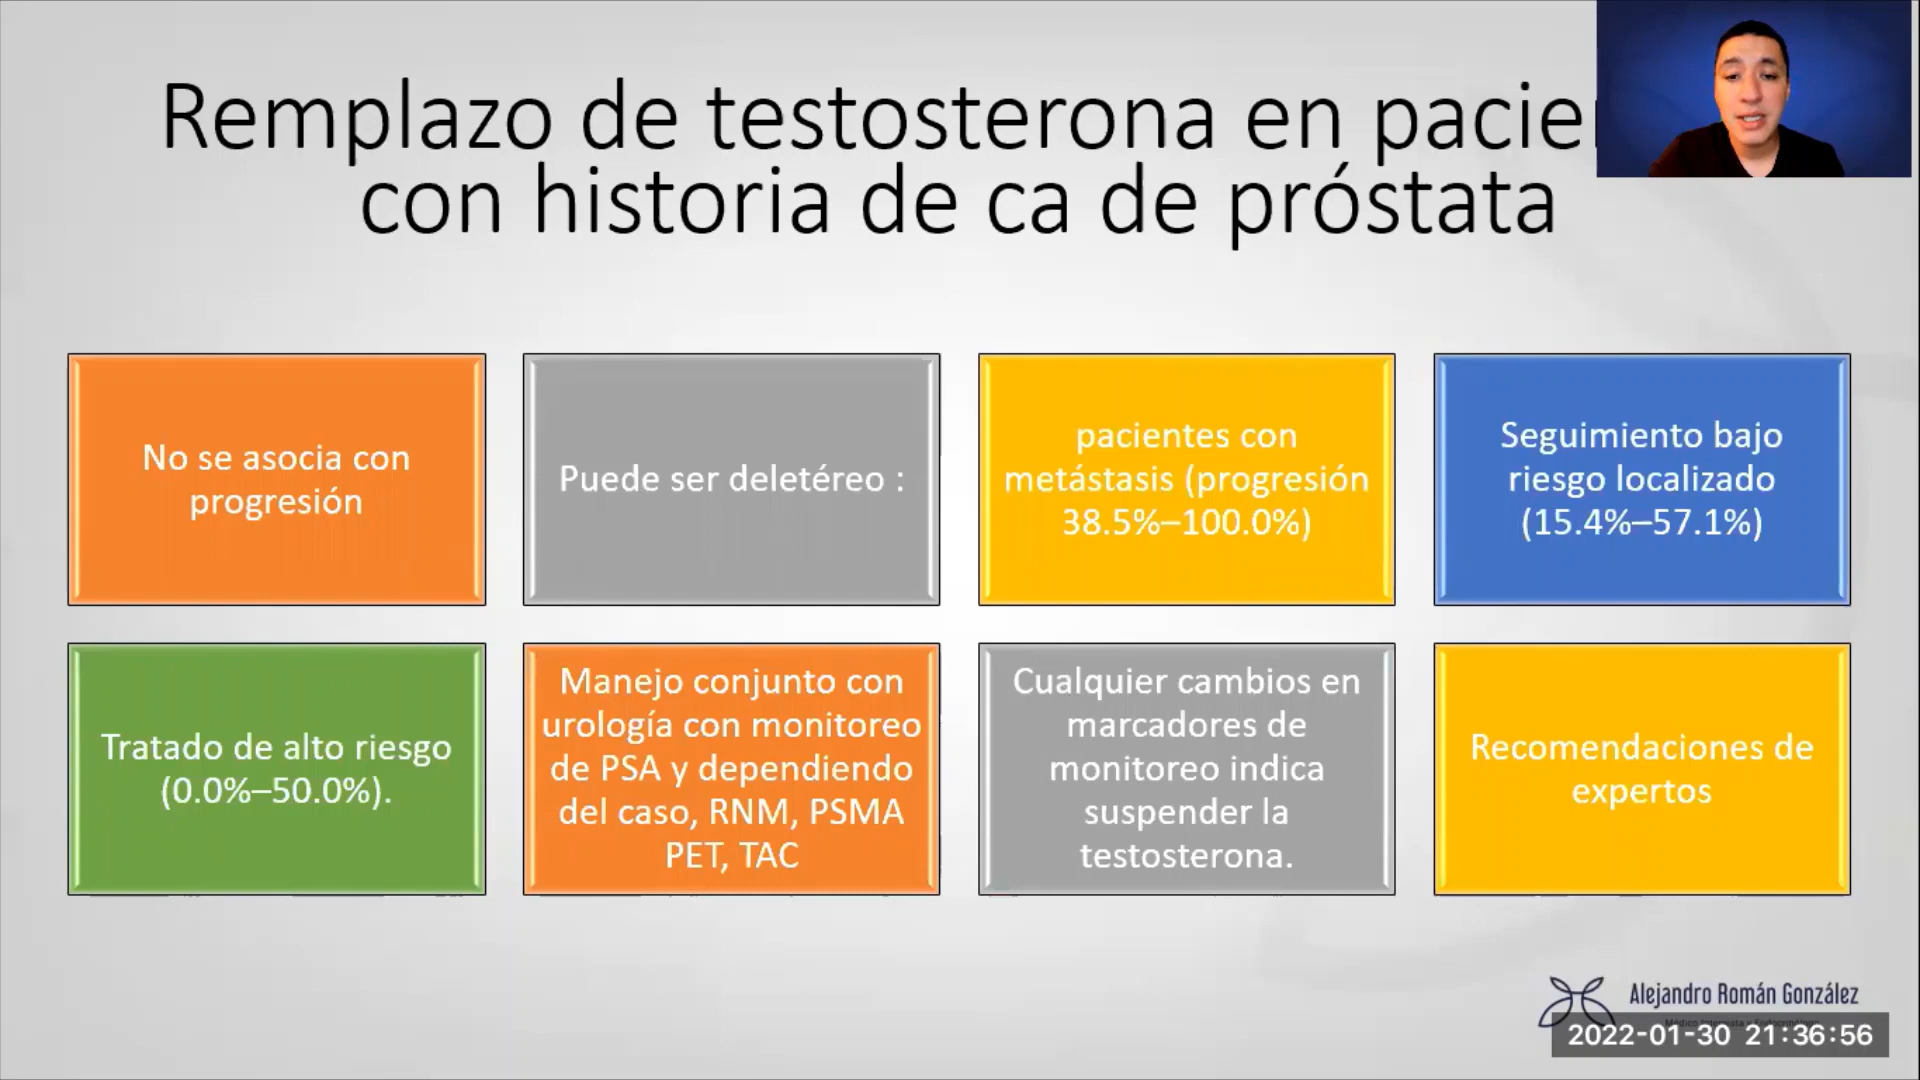 Remplazo de testosterona en pacie
con historia de ca de próstata
No se asocia con
progresión
Puede ser deletéreo :
pacientes con
metástasis (progresión
38.5%–100.0%)
Seguimiento bajo
riesgo localizado
(15.4%–57.1%)
Tratado de alto riesgo
(0.0%–50.0%).
Manejo conjunto con
urología con monitoreo
de PSA y dependiendo
del caso, RNM, PSMA
PET, TAC
Cualquier cambios en
marcadores de
monitoreo indica
suspender la
testosterona.
Recomendaciones de
expertos
Alejandro Román González
2022-01-30 21:36:56